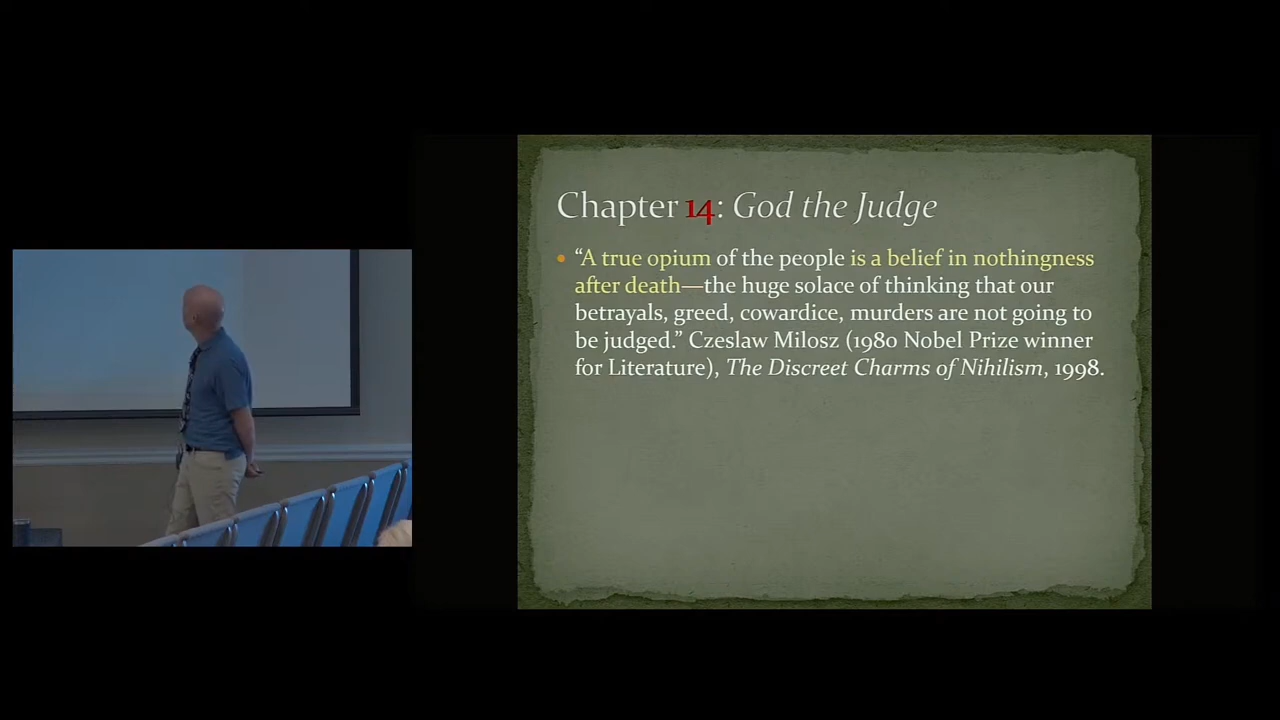 Chapter 14: God the Judge
• “A true opium of the people is a belief in nothingness
after death—the huge solace of thinking that our
betrayals, greed, cowardice, murders are not going to
be judged.” Czeslaw Milosz (1980 Nobel Prize winner
for Literature), The Discreet Charms of Nihilism, 1998.